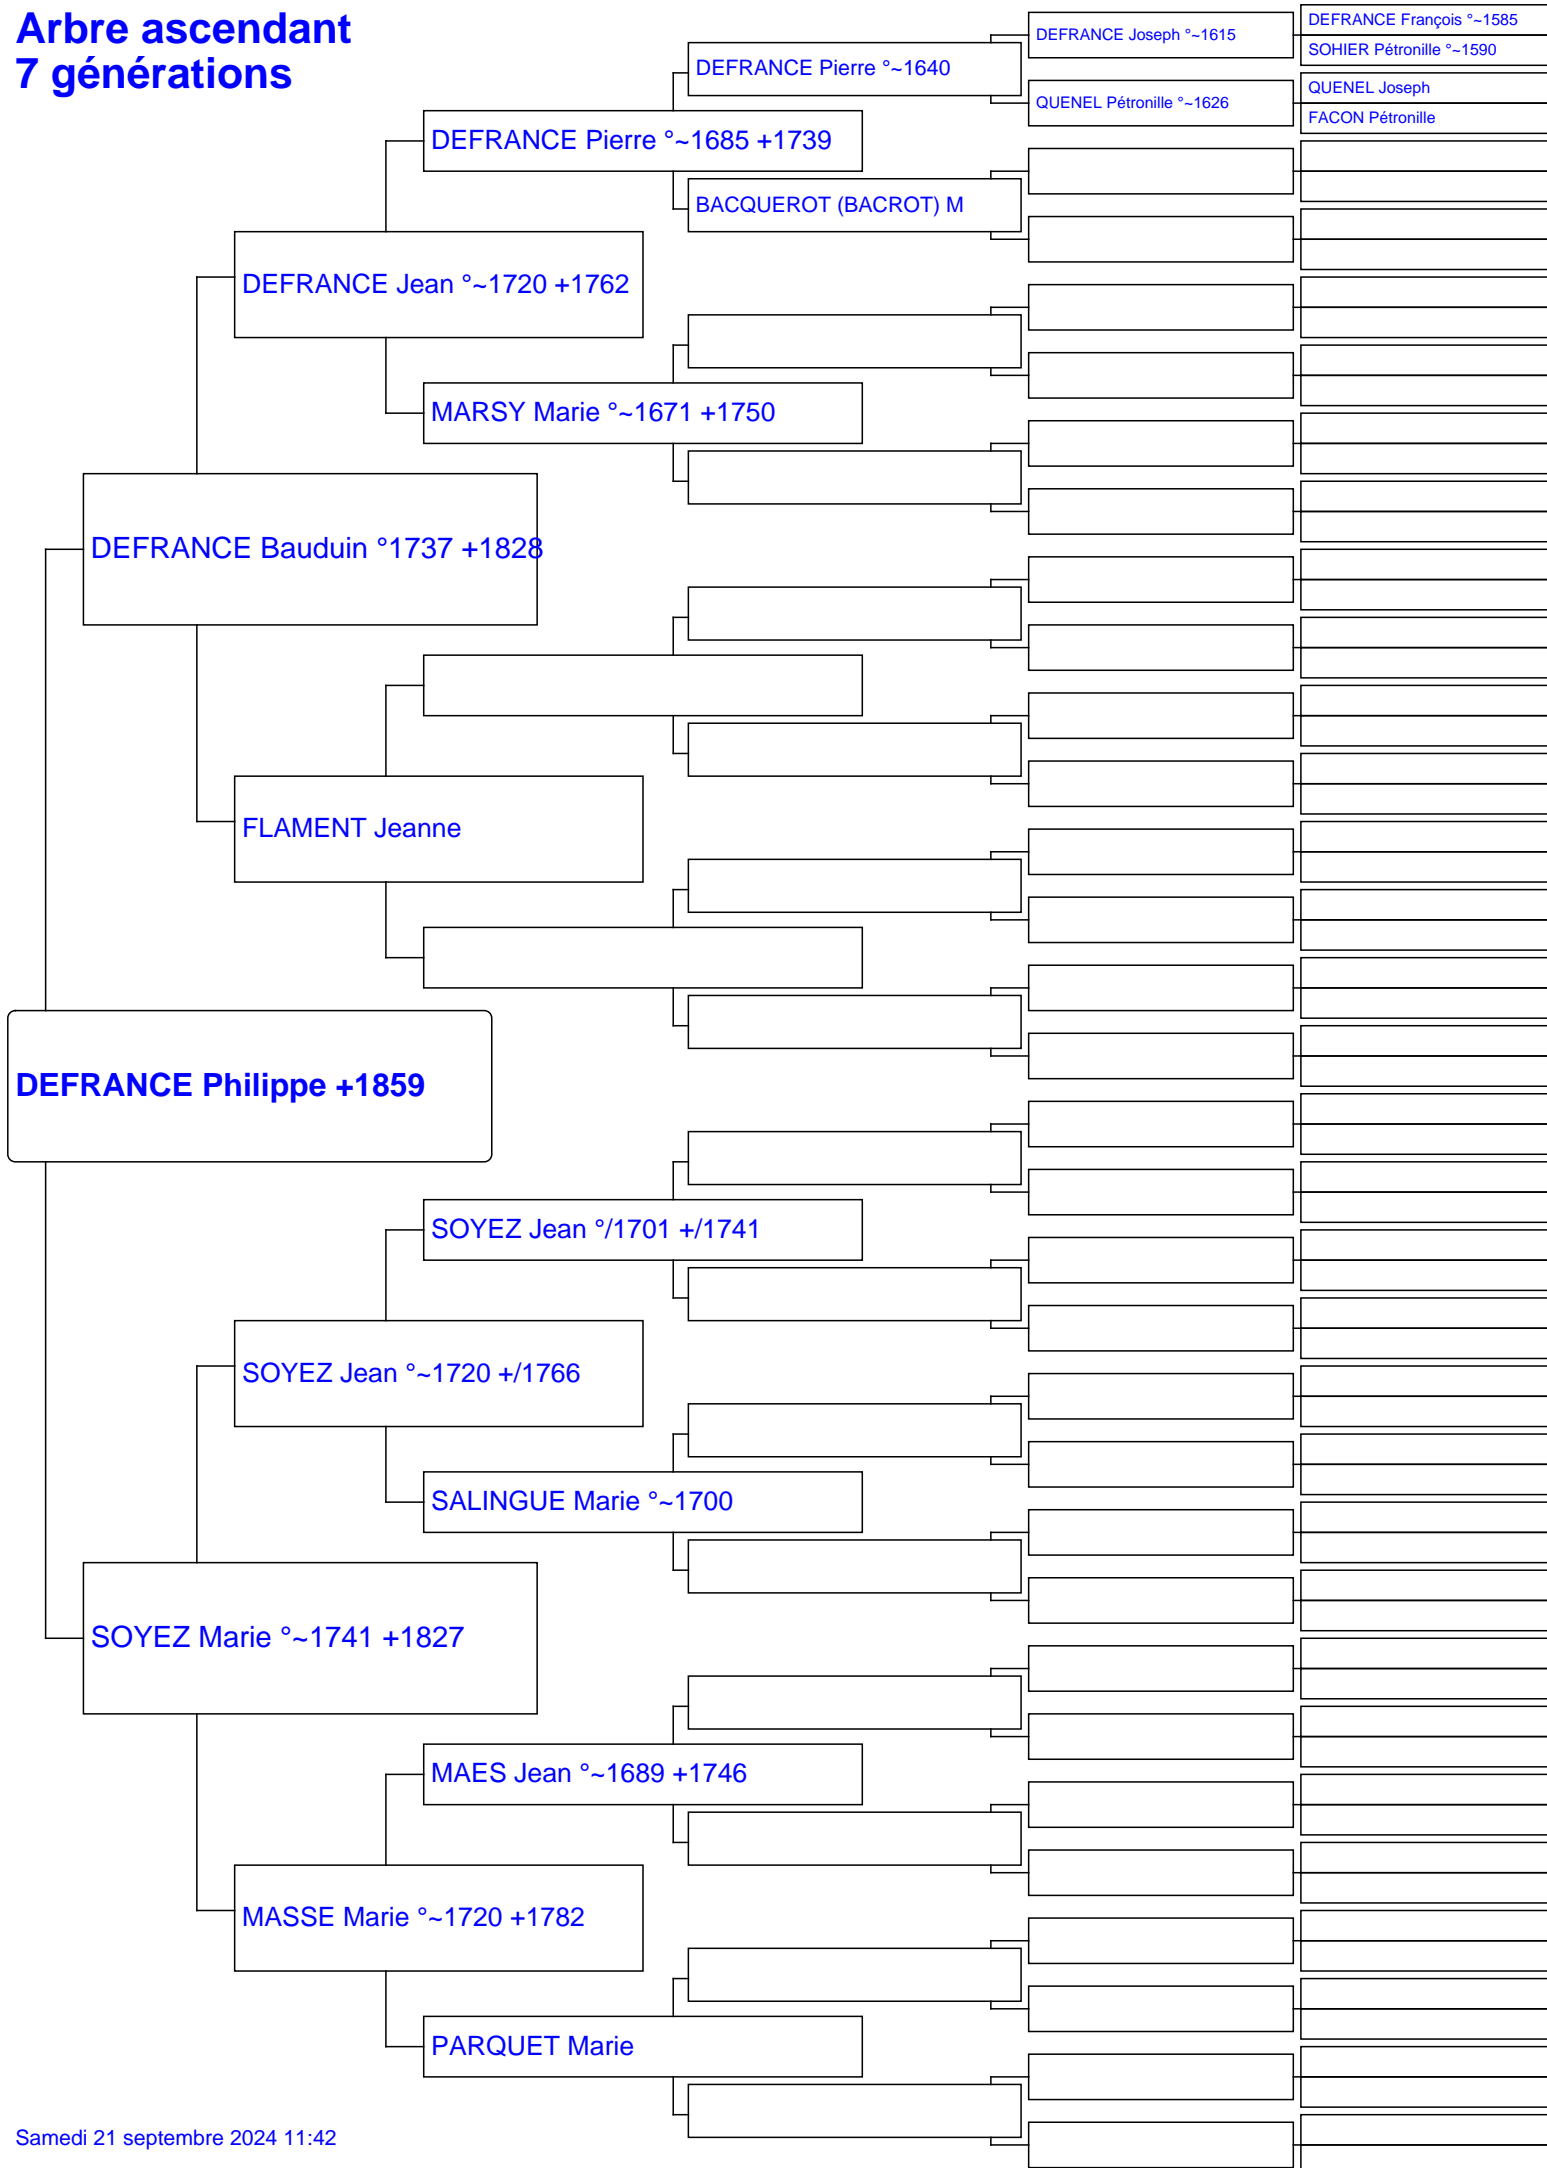 Arbre ascendant
7 générations
DEFRANCE François °~1585
DEFRANCE Joseph °~1615
SOHIER Pétronille °~1590
DEFRANCE Pierre °~1640
QUENEL Joseph
QUENEL Pétronille °~1626
FACON Pétronille
DEFRANCE Pierre °~1685 +1739
BACQUEROT (BACROT) M
DEFRANCE Jean °~1720 +1762
MARSY Marie °~1671 +1750
DEFRANCE Bauduin °1737 +1828
FLAMENT Jeanne
DEFRANCE Philippe +1859
SOYEZ Jean °/1701 +/1741
SOYEZ Jean °~1720 +/1766
SALINGUE Marie °~1700
SOYEZ Marie °~1741 +1827
MAES Jean °~1689 +1746
MASSE Marie °~1720 +1782
PARQUET Marie
Samedi 21 septembre 2024 11:42